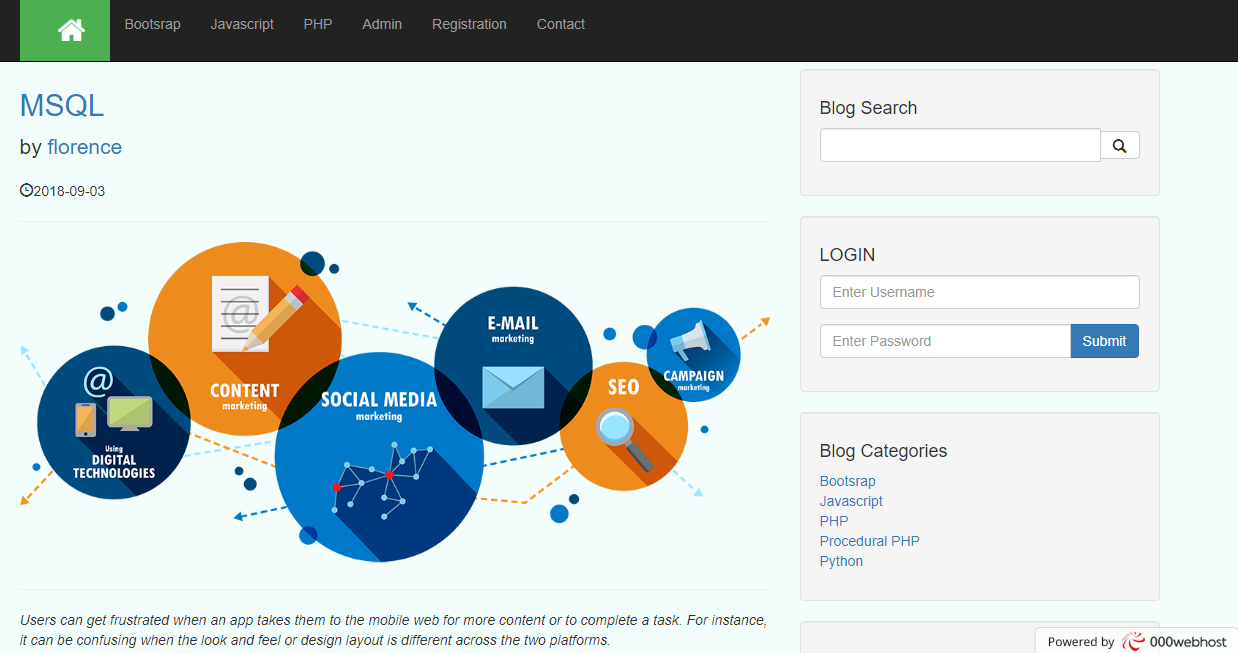 Bootsrap Javascript PHP Admin Registration Contact
MSQL
by florence
2018-09-03
@
CONTENT
marketing
E-MAIL
marketing
@
Using
DIGITAL
TECHNOLOGIES
SOCIAL MEDIA
marketing
SEO
CAMPAIGN
marketing
Users can get frustrated when an app takes them to the mobile web for more content or to complete a task. For instance,
it can be confusing when the look and feel or design layout is different across the two platforms.
Blog Search
LOGIN
Enter Username
Enter Password
Submit
Blog Categories
Bootsrap
Javascript
PHP
Procedural PHP
Python
Powered by 000webhost